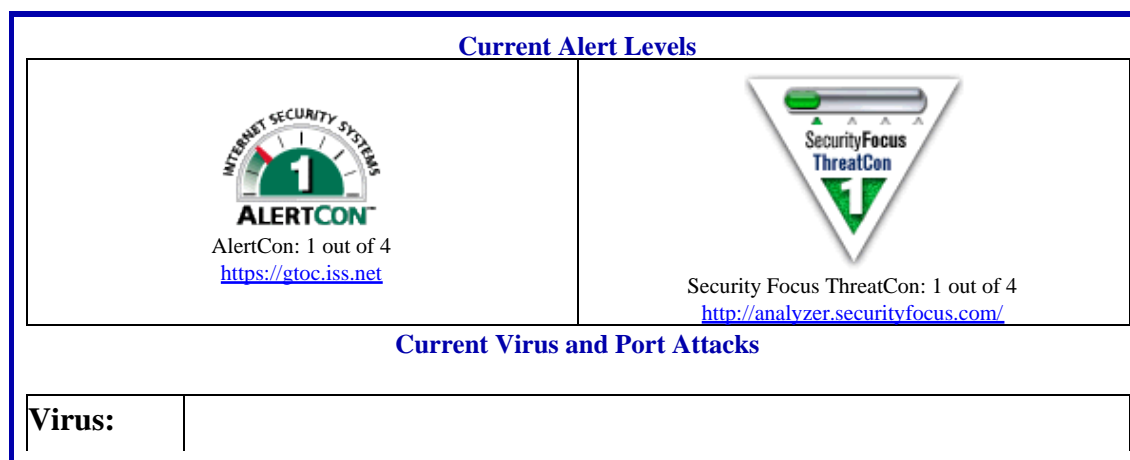 Current Alert Levels
INTERNET SECURITY SYSTEMS
1
ALERTCON™
AlertCon: 1 out of 4
https://gtoc.iss.net
SecurityFocus
ThreatCon
1
Security Focus ThreatCon: 1 out of 4
http://analyzer.securityfocus.com/
Current Virus and Port Attacks
Virus: